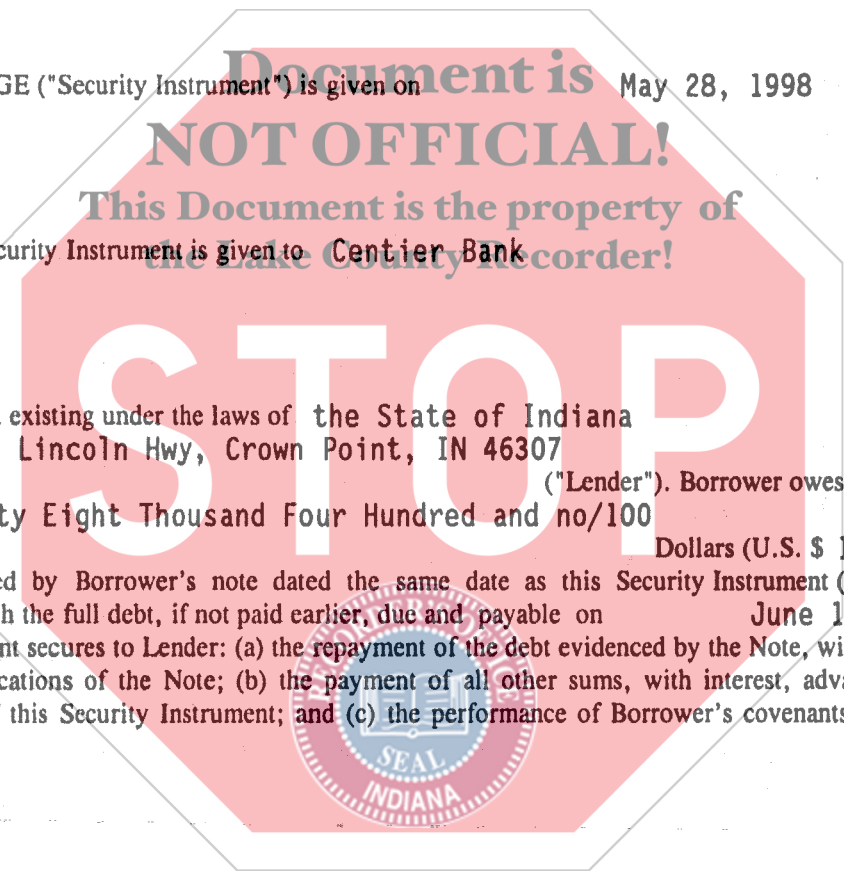 GE ("Security Instrument") is given on May 28, 1998
Document is
NOT OFFICIAL!
This Document is the property of
the Lake County Recorder!
curity Instrument is given to Centier Bank
STOP
existing under the laws of the State of Indiana
Lincoln Hwy, Crown Point, IN 46307
("Lender"). Borrower owes
ty Eight Thousand Four Hundred and no/100
Dollars (U.S. $ 1
ed by Borrower's note dated the same date as this Security Instrument (
h the full debt, if not paid earlier, due and payable on June 1
nt secures to Lender: (a) the repayment of the debt evidenced by the Note, wi
cations of the Note; (b) the payment of all other sums, with interest, adva
this Security Instrument; and (c) the performance of Borrower's covenants
RECORDER'S OFFICE
SEAL
INDIANA